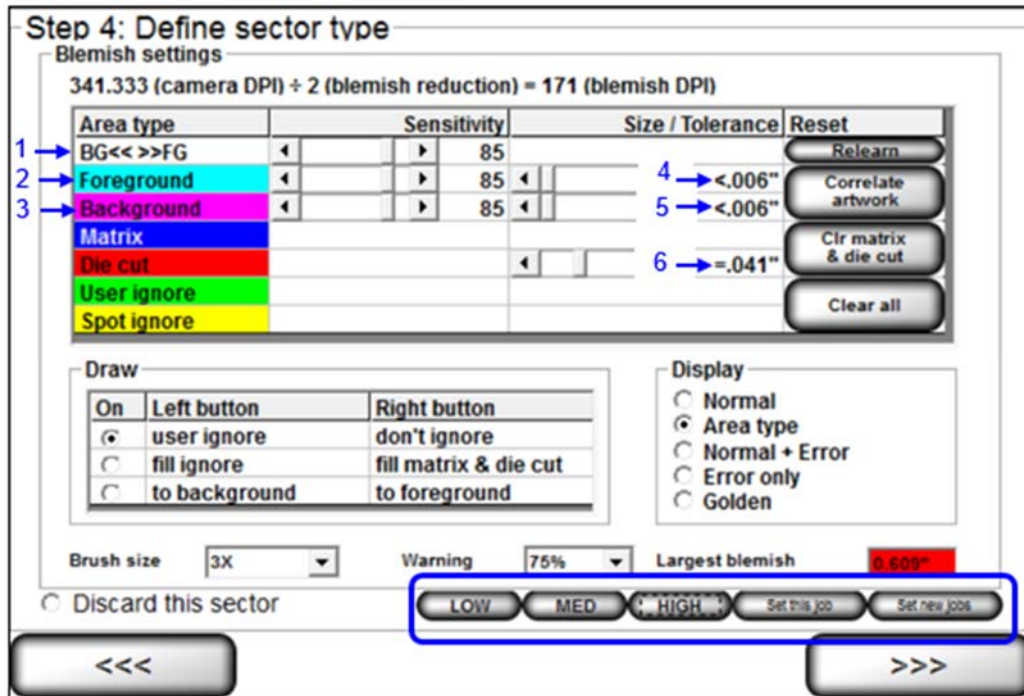 Step 4: Define sector type
Blemish settings
341.333 (camera DPI) ÷ 2 (blemish reduction) = 171 (blemish DPI)
Area type Sensitivity Size / Tolerance Reset
1 BG<< >>FG 85 Relearn
2 Foreground 85 4 <.006" Correlate artwork
3 Background 85 5 <.006"
Matrix Clr matrix & die cut
Die cut 6 =.041"
User ignore Clear all
Spot ignore
Draw
On Left button Right button
user ignore don't ignore
fill ignore fill matrix & die cut
to background to foreground
Display
Normal
Area type
Normal + Error
Error only
Golden
Brush size 3X Warning 75% Largest blemish 0.609"
Discard this sector LOW MED HIGH Set this job Set new jobs
<<< >>>